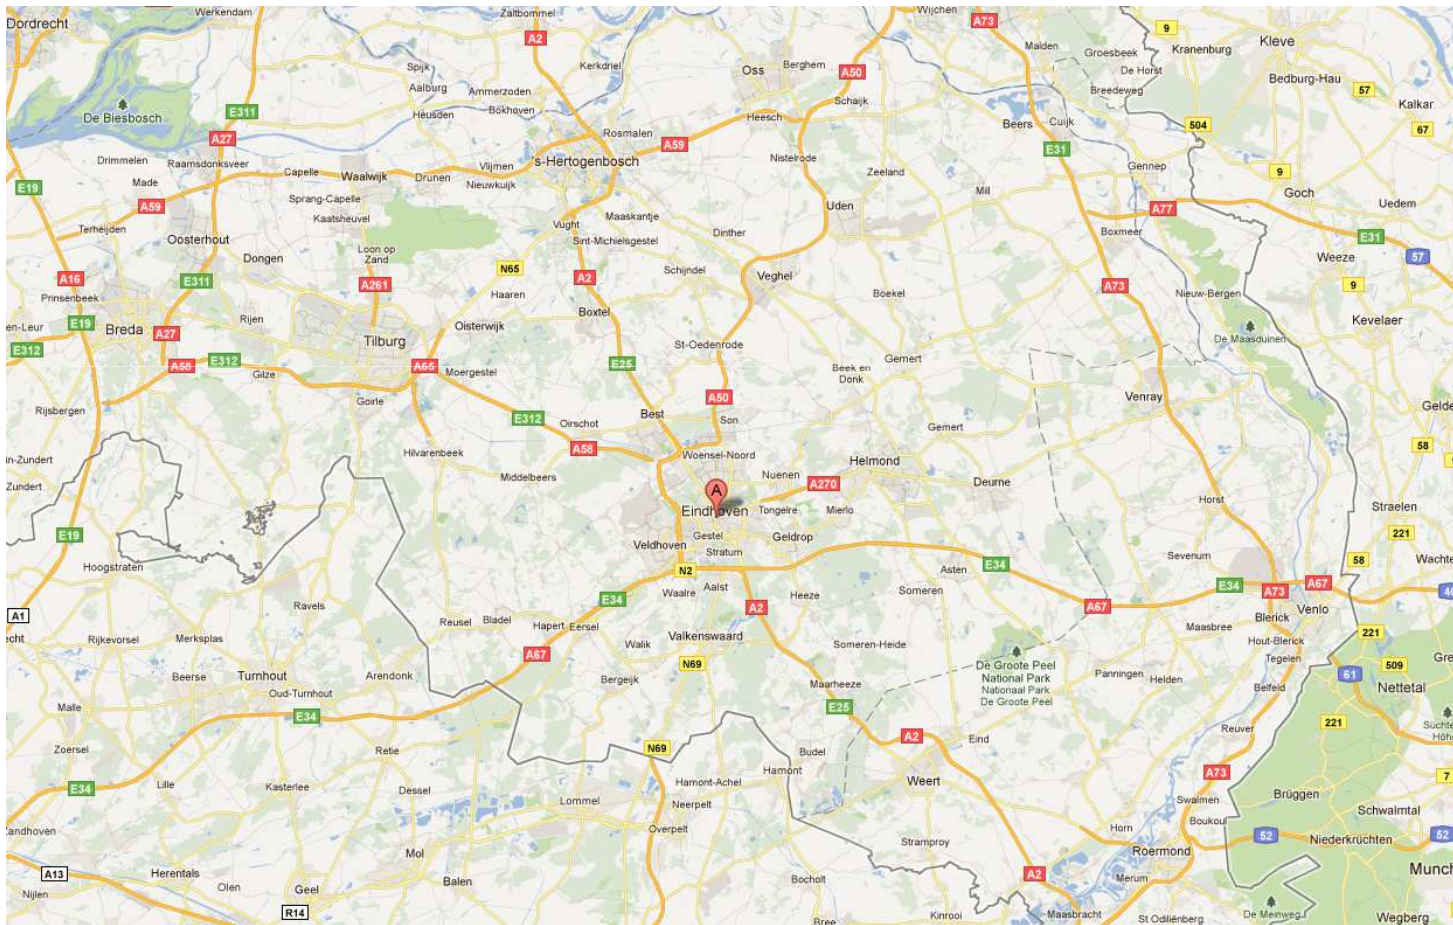 Dordrecht
Werkendam
Zaltbommel
A2
Wijchen
A73
9
Kranenburg
Kleve
Malden
Groesbeek
De Horst
Breedeweg
Bedburg-Hau
Spijk
Kerkdriel
Oss
Berghem
A50
57
Aalburg
Ammerzoden
Schaijk
Kalkar
De Biesbosch
E311
Heusden
Bokhoven
Heesch
Beers
Cuijk
504
67
A27
Rosmalen
A59
E31
Drimmelen
Raamsdonksveer
Vlijmen
's-Hertogenbosch
Nistelrode
Gennep
E19
Made
Capelle
Waalwijk
Drunen
Nieuwkuijk
Zeeland
9
A59
Sprang-Capelle
Mill
Goch
Kaatsheuvel
Maaskantje
Uden
A77
Uedem
Terheijden
Vught
Dinther
Boxmeer
E31
Oosterhout
Sint-Michielsgestel
Loon op
Zand
Dongen
N65
Schijndel
57
Weeze
A16
E311
A261
A2
Veghel
A73
9
Prinsenbeek
Haaren
Boekel
Nieuw-Bergen
en-Leur
E19
Breda
Rijen
Oisterwijk
Boxtel
Kevelaer
A27
Tilburg
De Maasduinen
E312
St-Oedenrode
E312
A58
Gilze
A65
Moergestel
E25
Gemert
Beek en
Donk
Rijsbergen
Goirle
A50
Venray
Gelde
E312
Oirschot
Best
Son
Gemert
A58
58
in-Zundert
Hilvarenbeek
Woensel-Noord
Helmond
Zundert
Middelbeers
Nuenen
A270
Deurne
A
Horst
Straelen
Eindhoven
Tongelre
Mierlo
E19
Gestel
Geldrop
221
Veldhoven
Stratum
Sevenum
58
Wachte
Hoogstraten
N2
E34
Asten
Aalst
E34
A67
Waalre
Heeze
Someren
A73
E34
A67
Venlo
A1
Ravels
A2
Blerick
Reusel
Bladel
Hapert
Eersel
Maasbree
Rijkevorsel
Merksplas
Valkenswaard
Hout-Blerick
221
Walik
Someren-Heide
A67
N69
De Groote Peel
National Park
Nationaal Park
De Groote Peel
Tegelen
509
Beerse
Turnhout
Arendonk
Bergeijk
Panningen
Helden
61
Oud-Turnhout
Maarheeze
Belfeld
Nettetal
Malle
E34
E25
221
Reuver
Zoersel
Retie
N69
Budel
A2
Eind
Hamont
A73
7
E34
Lille
Kasterlee
Dessel
Hamont-Achel
Weert
Brüggen
Lommel
Neerpelt
Swalmen
Schwalmtal
Zandhoven
Overpelt
Horn
Boukoul
52
52
Stramproy
Niederkrüchten
Mol
Roermond
A13
Herentals
Geel
Balen
Bocholt
A2
Merum
Nijlen
Olen
R14
Bree
Kinrooi
Maasbracht
St Odiliënberg
De Meinweg
Wegberg